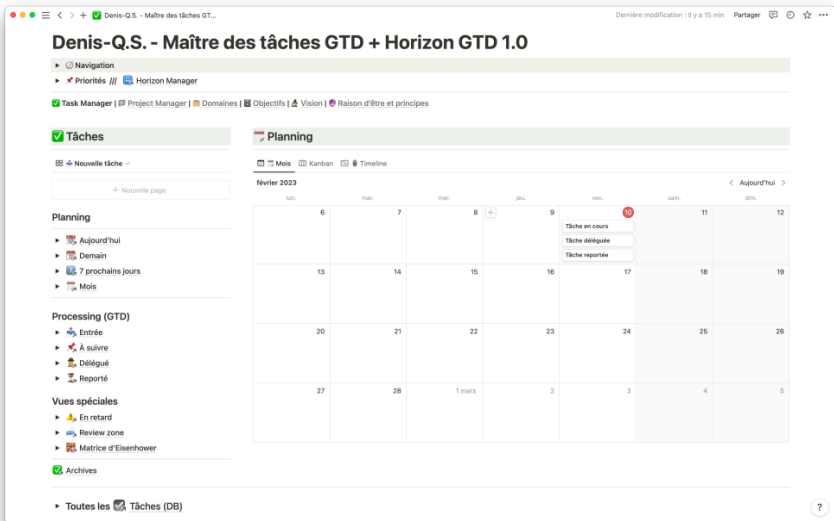 Denis-Q.S. - Maître des tâches GT...
Dernière modification : il y a 15 min Partager
Denis-Q.S. - Maître des tâches GTD + Horizon GTD 1.0
Navigation
Priorités /// Horizon Manager
Task Manager | Project Manager | Domaines | Objectifs | Vision | Raison d'être et principes
Tâches
Nouvelle tâche
+ Nouvelle page
Planning
Aujourd'hui
Demain
7 prochains jours
Mois
Processing (GTD)
Entrée
À suivre
Délégué
Reporté
Vues spéciales
En retard
Review zone
Matrice d'Eisenhower
Archives
Planning
Mois Kanban Timeline
février 2023 < Aujourd'hui >
lun. mar. mer. jeu. ven. sam. dim.
6 7 8 + 9 10 11 12
Tâche en cours
Tâche déléguée
Tâche reportée
13 14 15 16 17 18 19
20 21 22 23 24 25 26
27 28 1 mars 2 3 4 5
Toutes les Tâches (DB)
?